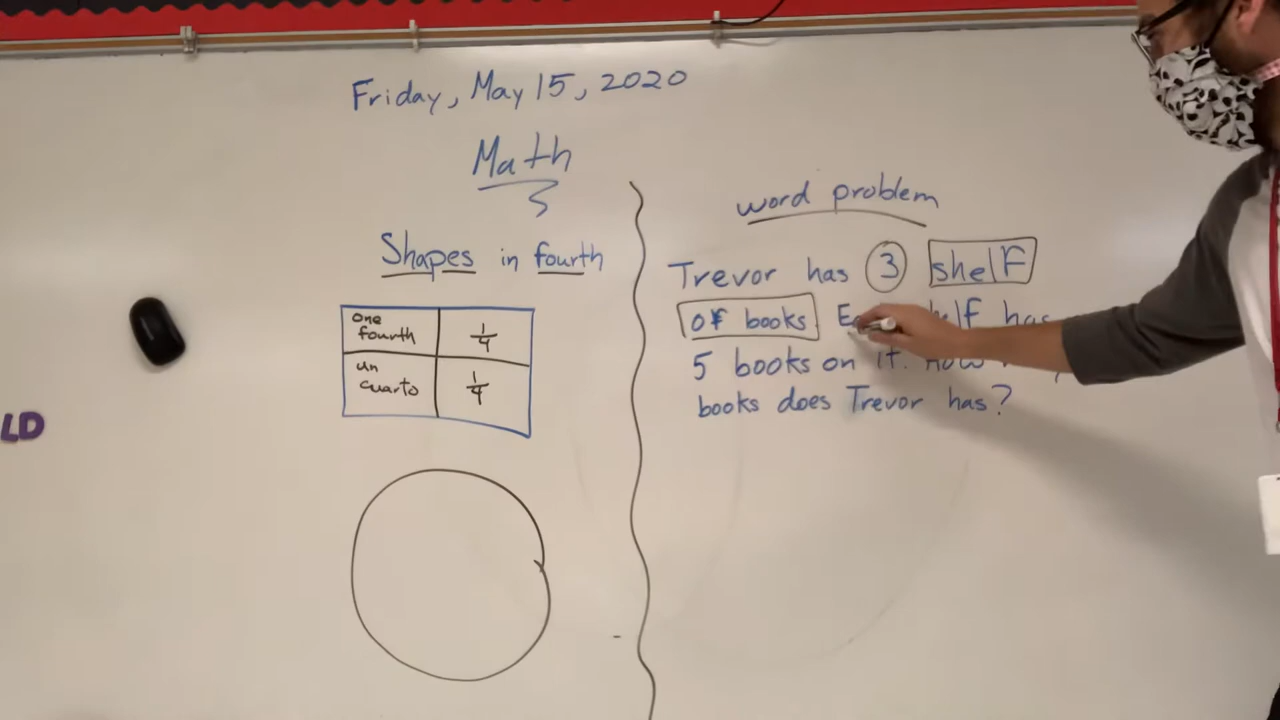 Friday, May 15, 2020
Math
Shapes in fourth
one fourth
1/4
un cuarto
1/4
LD
word problem
Trevor has 3 shelf
of books has
5 books on it.
books does Trevor has?